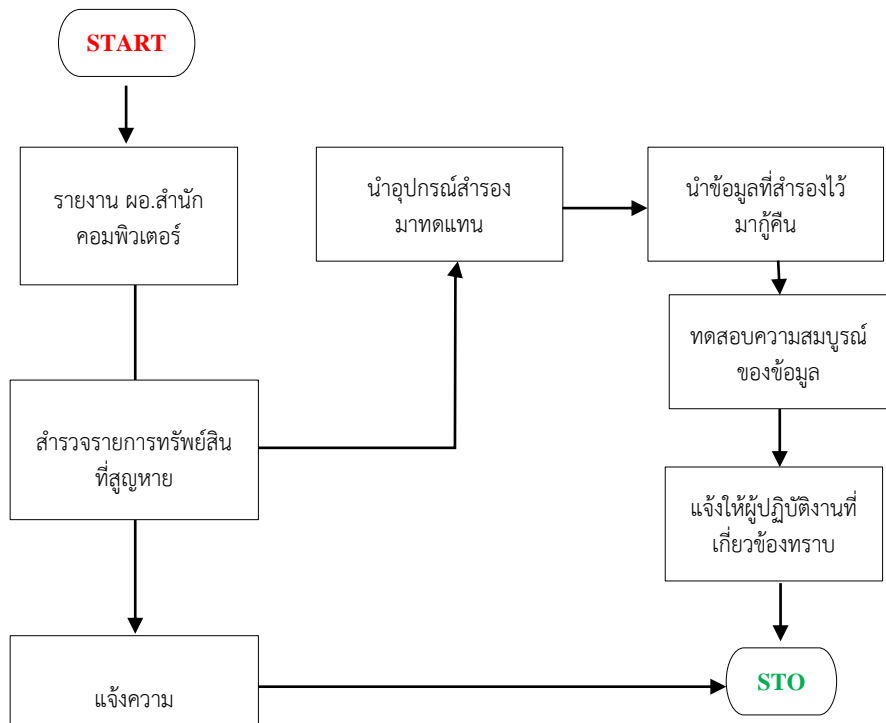 START
รายงาน ผอ.สำนัก
คอมพิวเตอร์
สำรวจรายการทรัพย์สิน
ที่สูญหาย
แจ้งความ
นำอุปกรณ์สำรอง
มาทดแทน
นำข้อมูลที่สำรองไว้
มากู้คืน
ทดสอบความสมบูรณ์
ของข้อมูล
แจ้งให้ผู้ปฏิบัติงานที่
เกี่ยวข้องทราบ
STO